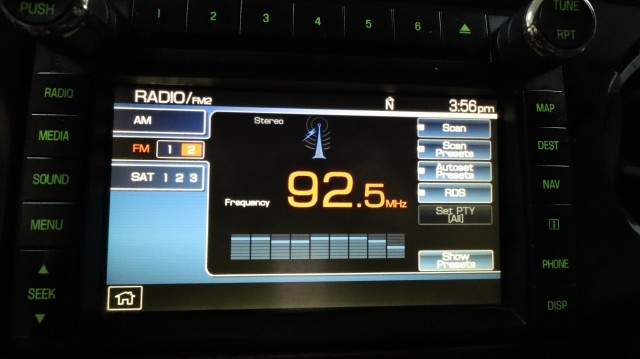 PUSH
1 2 3 4 5 6
TUNE
RPT
RADIO
MEDIA
SOUND
MENU
SEEK
RADIO/FM2
N
3:56pm
AM
FM 1 2
SAT 1 2 3
Stereo
Frequency 92.5MHz
Scan
Scan
Presets
Autoset
Presets
RDS
Set PTY
[All]
Show
Presets
MAP
DEST
NAV
i
PHONE
DISP